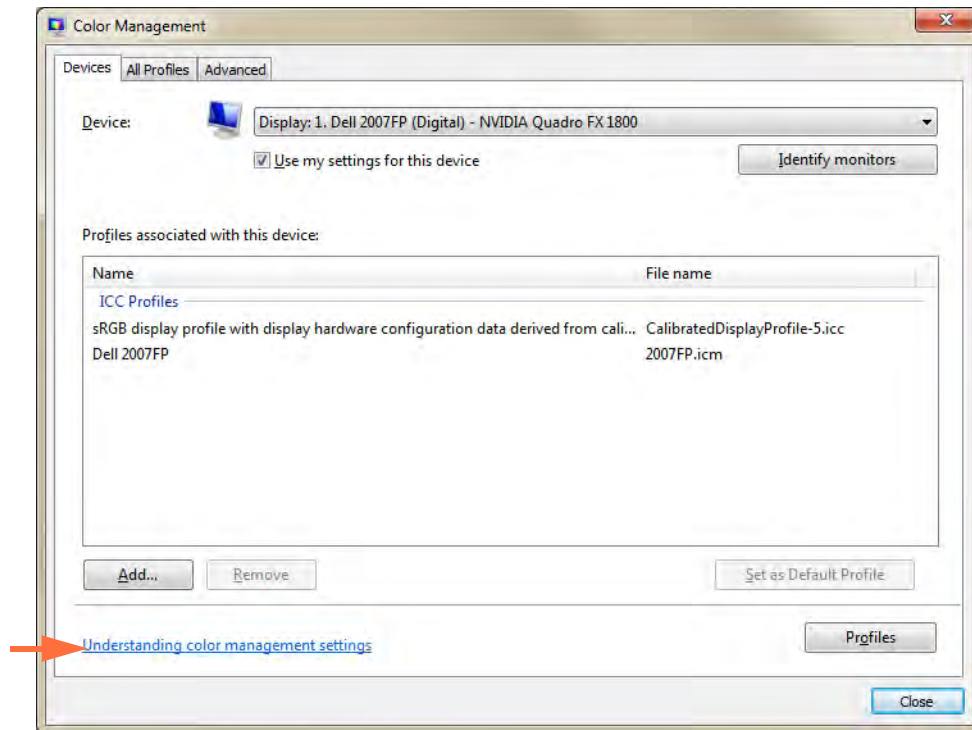 Color Management
Devices All Profiles Advanced
Device: Display: 1. Dell 2007FP (Digital) - NVIDIA Quadro FX 1800
Use my settings for this device Identify monitors
Profiles associated with this device:
Name File name
ICC Profiles
sRGB display profile with display hardware configuration data derived from cali... CalibratedDisplayProfile-5.icc
Dell 2007FP 2007FP.icm
Add... Remove Set as Default Profile
Understanding color management settings Profiles
Close